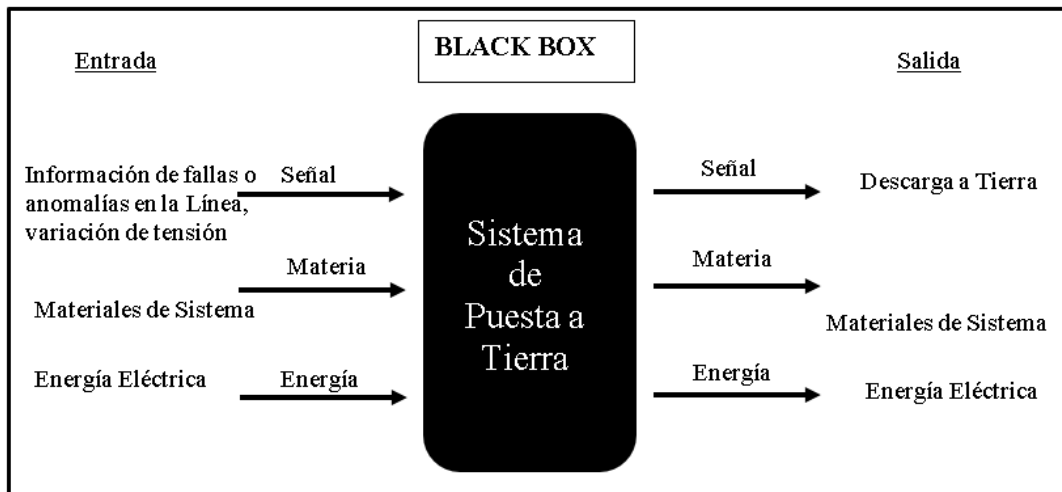 BLACK BOX
Entrada
Salida
Información de fallas o
anomalías en la Línea,
variación de tensión
Señal
Señal
Descarga a Tierra
Materia
Materia
Materiales de Sistema
Materiales de Sistema
Energía Eléctrica
Energía
Energía
Energía Eléctrica
Sistema
de
Puesta a
Tierra